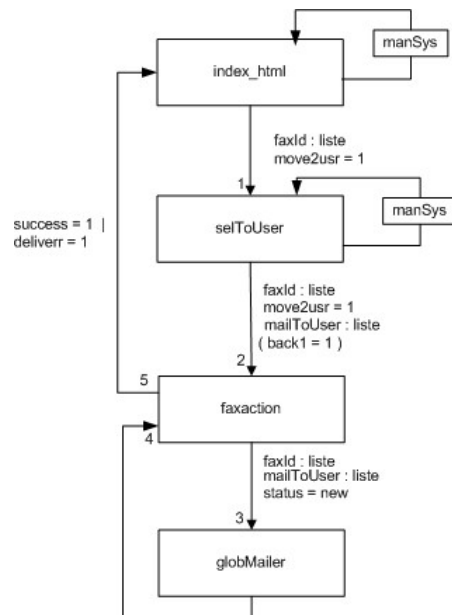 manSys
index_html
faxId : liste
move2usr = 1
1
manSys
selToUser
success = 1 |
deliverr = 1
faxId : liste
move2usr = 1
mailToUser : liste
( back1 = 1 )
2
5
faxaction
4
faxId : liste
mailToUser : liste
status = new
3
globMailer